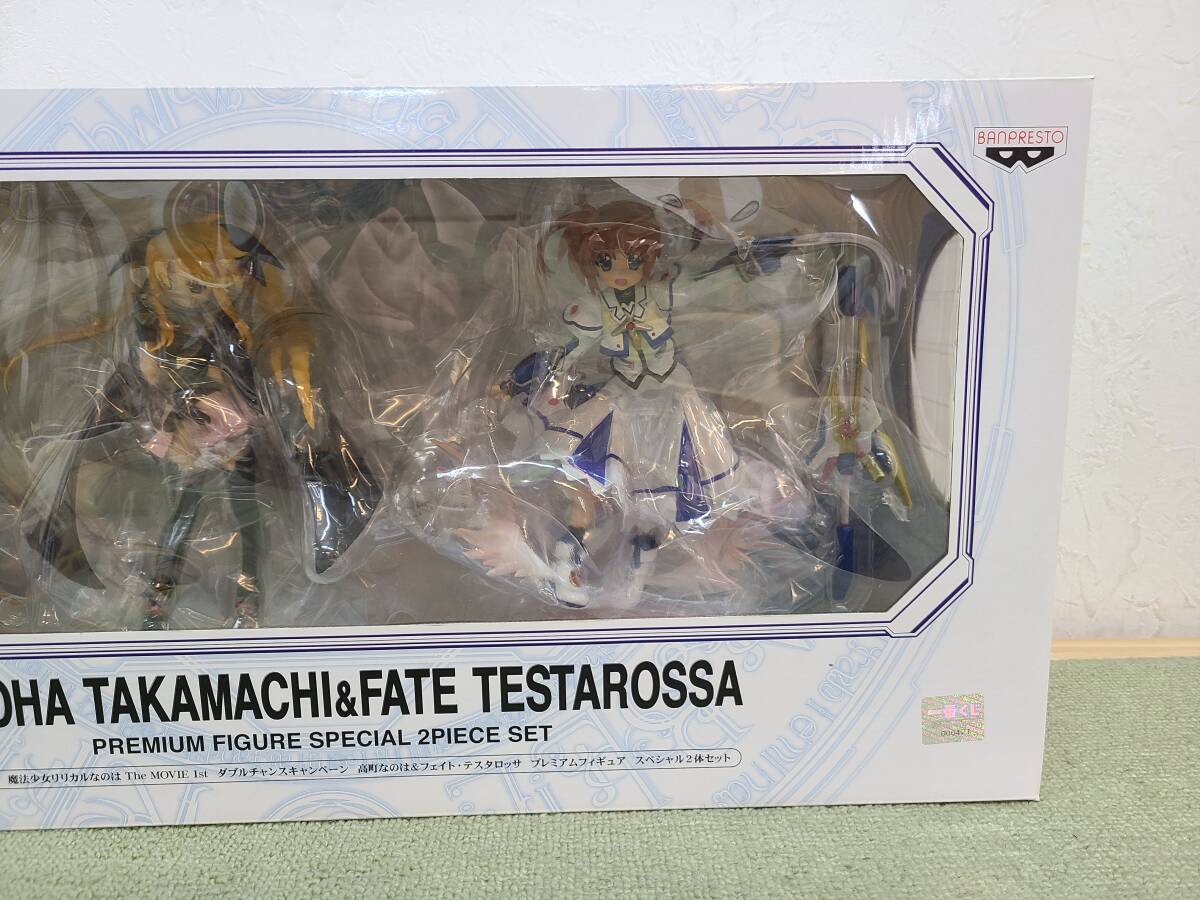 BANPRESTO
OHA TAKAMACHI&FATE TESTAROSSA
PREMIUM FIGURE SPECIAL 2PIECE SET
魔法少女リリカルなのは The MOVIE 1st ダブルチャンスキャンペーン 高町なのは&フェイト・テスタロッサ プレミアムフィギュア スペシャル2体セット
一番くじ